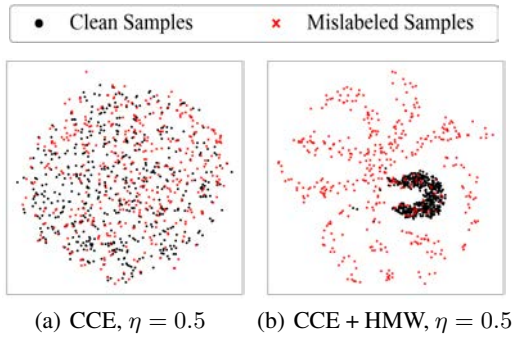 Clean Samples Mislabeled Samples
(a) CCE, η = 0.5 (b) CCE + HMW, η = 0.5